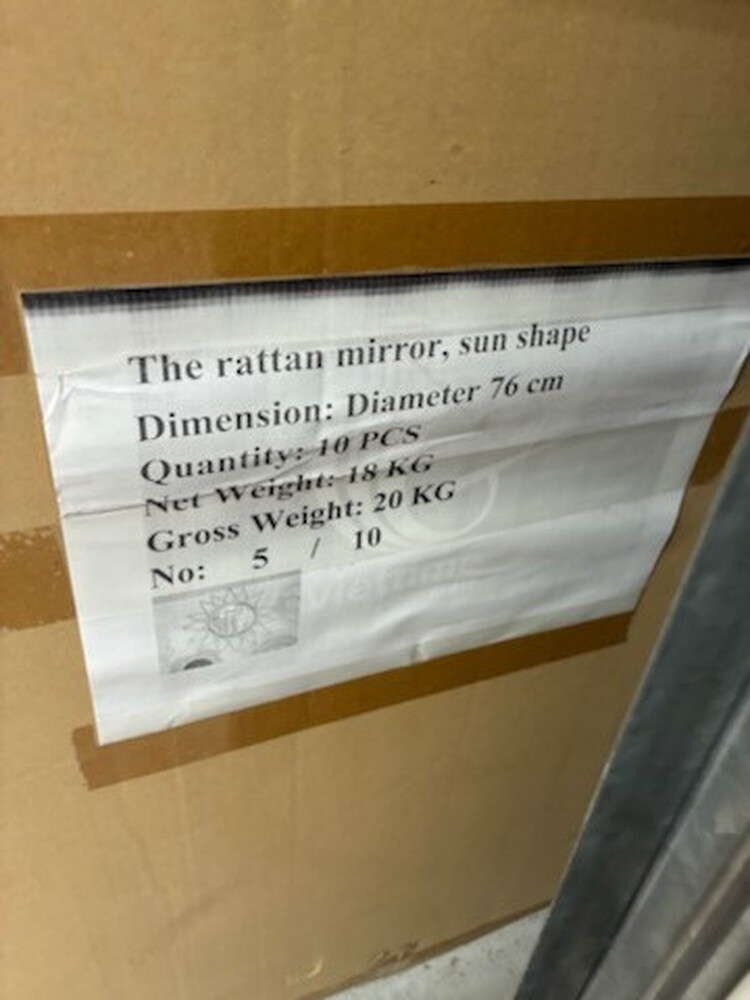 The rattan mirror, sun shape
Dimension: Diameter 76 cm
Quantity: 10 PCS
Net Weight: 18 KG
Gross Weight: 20 KG
No: 5 / 10